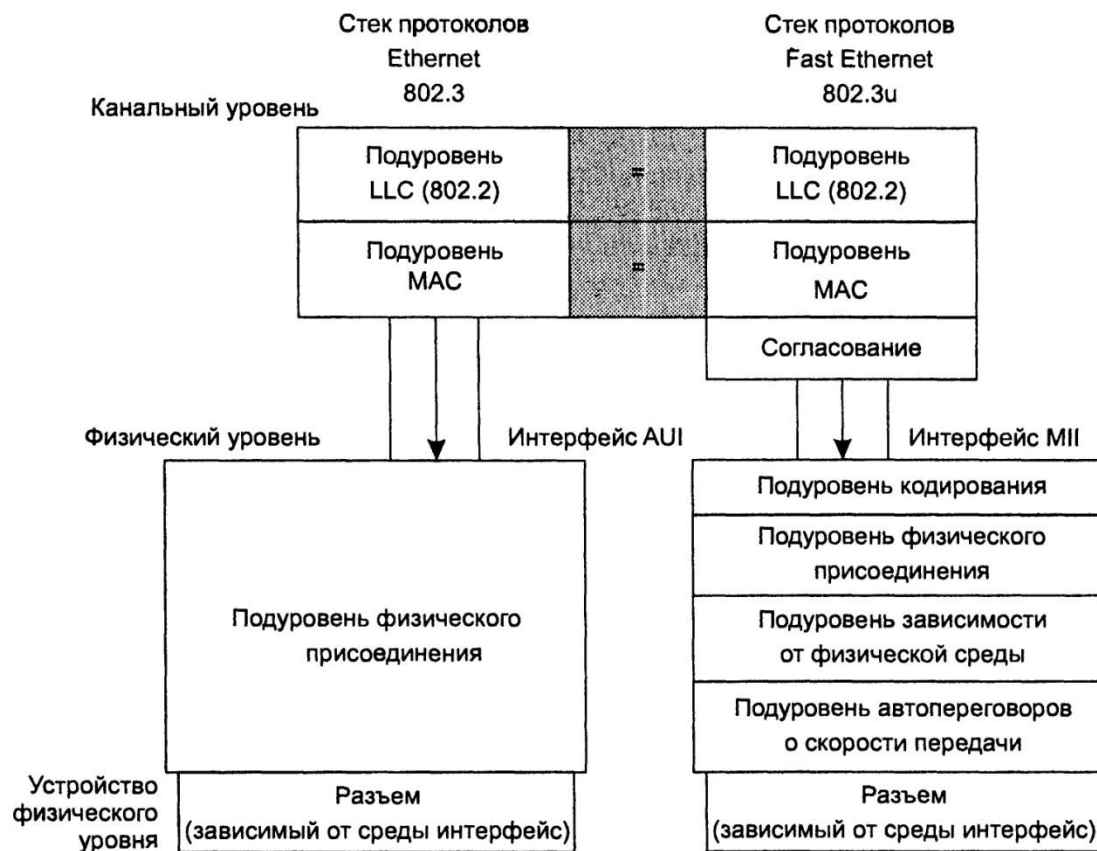 Стек протоколов
Ethernet
802.3
Стек протоколов
Fast Ethernet
802.3u
Канальный уровень
Подуровень
LLC (802.2)
=
Подуровень
LLC (802.2)
Подуровень
MAC
=
Подуровень
MAC
Согласование
Физический уровень
Интерфейс AUI
Интерфейс MII
Подуровень физического
присоединения
Подуровень кодирования
Подуровень физического
присоединения
Подуровень зависимости
от физической среды
Подуровень автопереговоров
о скорости передачи
Устройство
физического
уровня
Разъем
(зависимый от среды интерфейс)
Разъем
(зависимый от среды интерфейс)